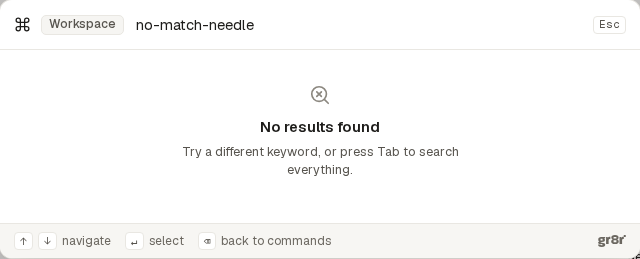 ⌘ Workspace no-match-needle Esc
No results found
Try a different keyword, or press Tab to search
everything.
↑ ↓ navigate ↵ select ⌫ back to commands gr8r